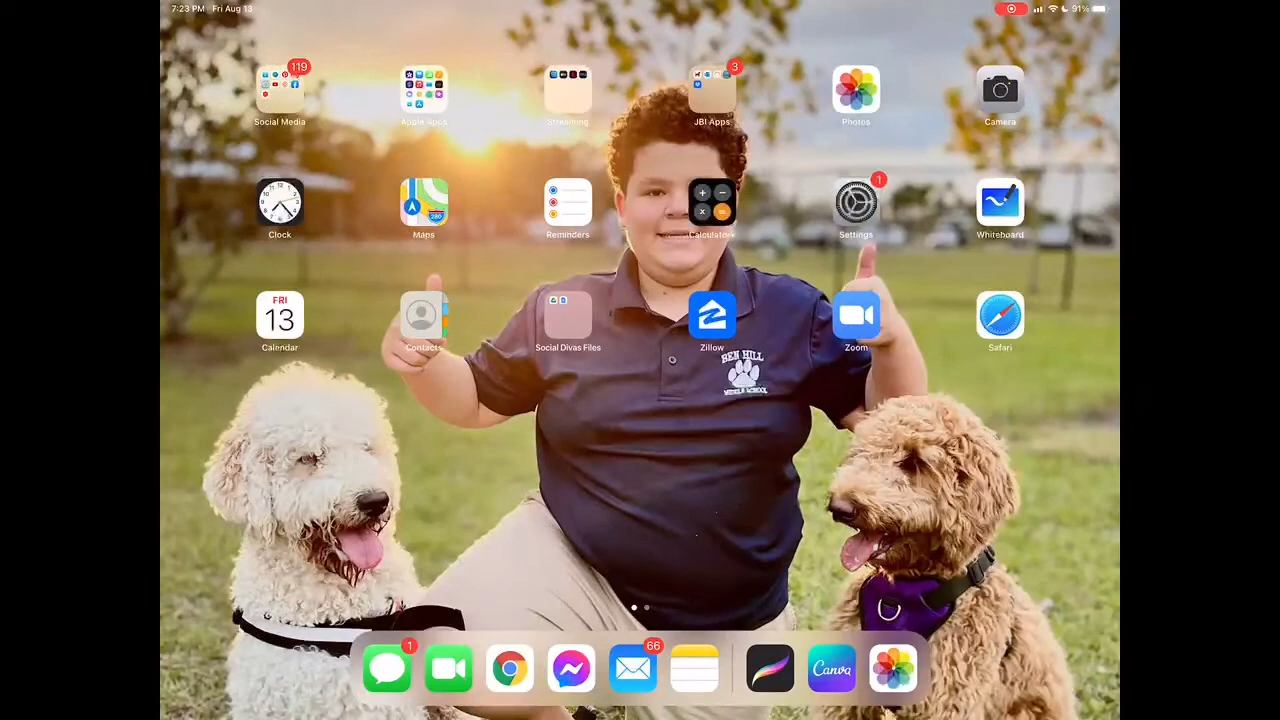 7:23 PM Fri Aug 13 91%
119 3
Social Media Apple Apps Streaming JBI Apps Photos Camera
1
Clock Maps Reminders Calculator Settings Whiteboard
FRI
13
280
Calendar Contacts Social Divas Files Zillow Zoom Safari
BEN HILL
MIDDLE SCHOOL
1 66
Canva